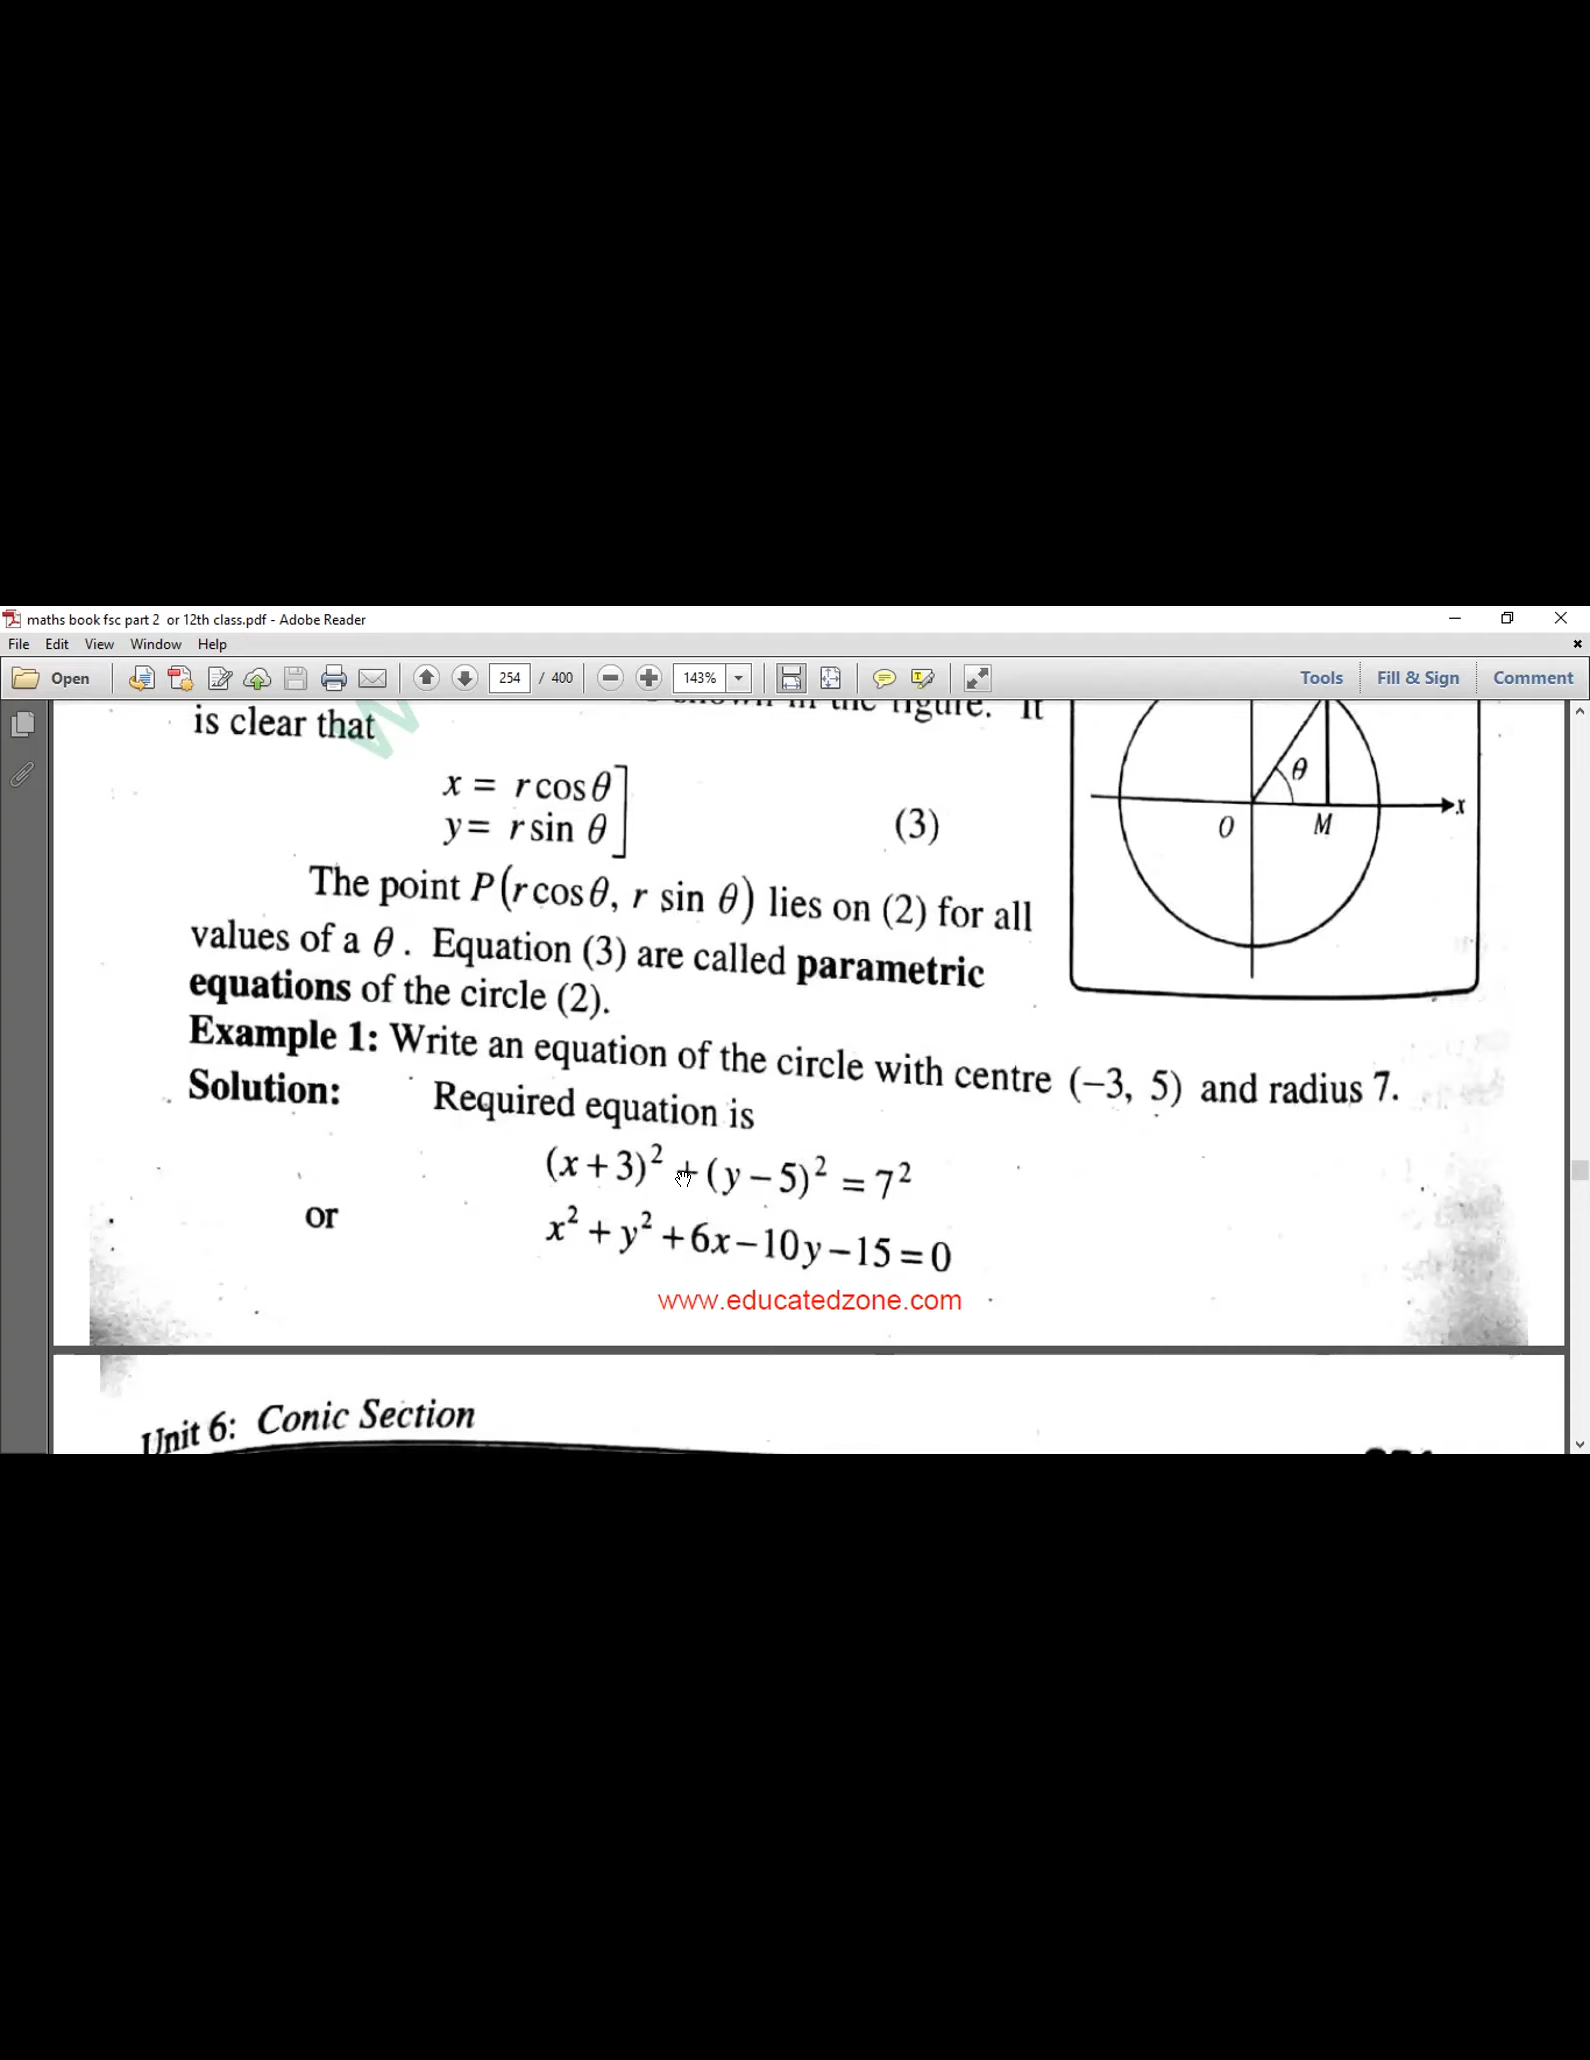 maths book fsc part 2 or 12th class.pdf - Adobe Reader
File Edit View Window Help
Open 254 / 400 143% Tools Fill & Sign Comment
in the figure. It
is clear that
x = r cos θ
y = r sin θ ] (3)
θ
x
O M
The point P(r cos θ, r sin θ) lies on (2) for all
values of a θ . Equation (3) are called parametric
equations of the circle (2).
Example 1: Write an equation of the circle with centre (−3, 5) and radius 7.
Solution: Required equation is
(x + 3)² + (y − 5)² = 7²
or x² + y² + 6x − 10y − 15 = 0
www.educatedzone.com
Unit 6: Conic Section